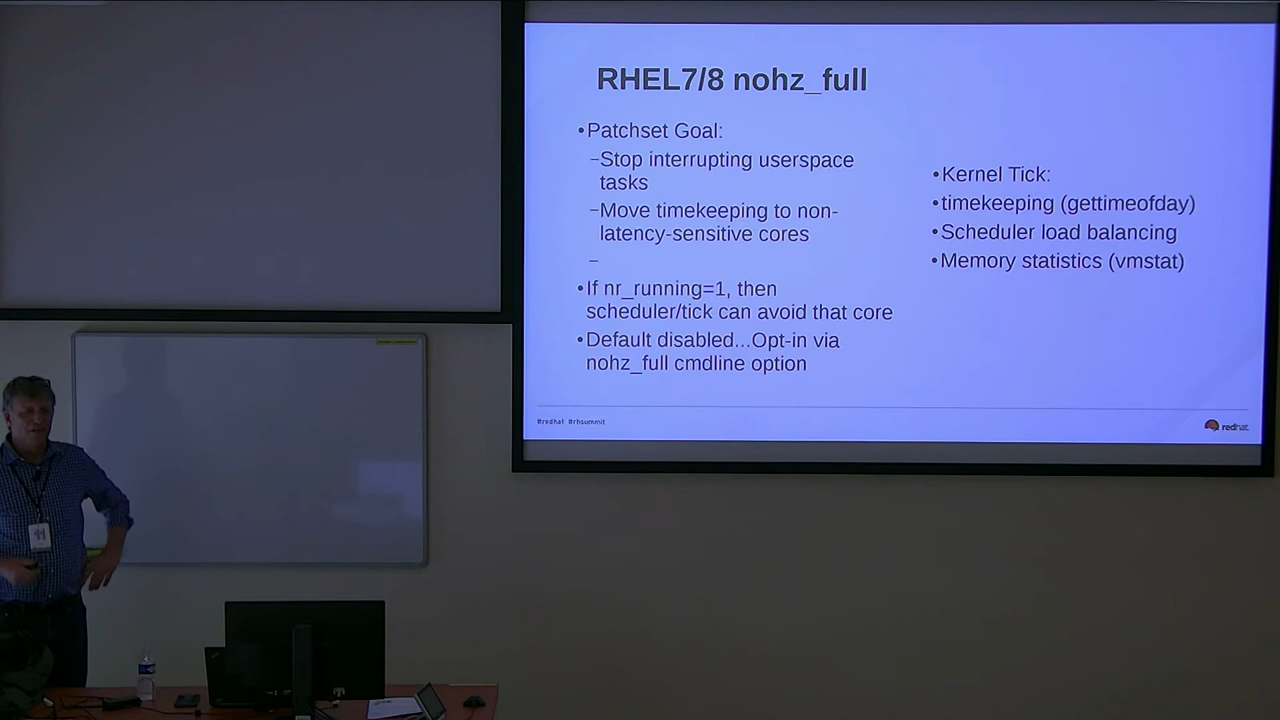 RHEL7/8 nohz_full
•Patchset Goal:
–Stop interrupting userspace
tasks
–Move timekeeping to non-
latency-sensitive cores
–
•If nr_running=1, then
scheduler/tick can avoid that core
•Default disabled...Opt-in via
nohz_full cmdline option
•Kernel Tick:
•timekeeping (gettimeofday)
•Scheduler load balancing
•Memory statistics (vmstat)
#redhat #rhsummit
redhat.